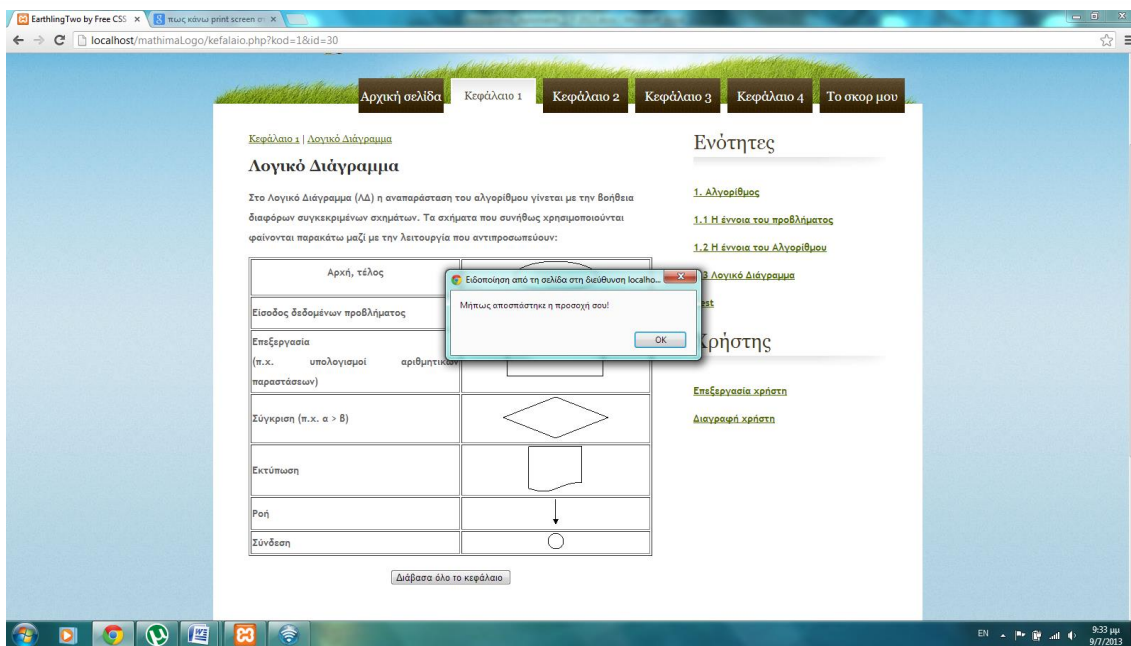 EarthlingTwo by Free CSS
πως κάνω print screen σ
localhost/mathimaLogo/kefalaio.php?kod=1&id=30
Αρχική σελίδα
Κεφάλαιο 1
Κεφάλαιο 2
Κεφάλαιο 3
Κεφάλαιο 4
Το σκορ μου
Κεφάλαιο 1 | Λογικό Διάγραμμα
Λογικό Διάγραμμα
Στο Λογικό Διάγραμμα (ΛΔ) η αναπαράσταση του αλγορίθμου γίνεται με την βοήθεια
διαφόρων συγκεκριμένων σχημάτων. Τα σχήματα που συνήθως χρησιμοποιούνται
φαίνονται παρακάτω μαζί με την λειτουργία που αντιπροσωπεύουν:
Αρχή, τέλος
Είσοδος δεδομένων προβλήματος
Επεξεργασία
(π.χ. υπολογισμοί αριθμητικών
παραστάσεων)
Σύγκριση (π.χ. α > β)
Εκτύπωση
Ροή
Σύνδεση
Διάβασα όλο το κεφάλαιο
Ειδοποίηση από τη σελίδα στη διεύθυνση localho...
Μήπως αποσπάστηκε η προσοχή σου!
OK
Ενότητες
1. Αλγορίθμος
1.1 Η έννοια του προβλήματος
1.2 Η έννοια του Αλγορίθμου
3 Λογικό Διάγραμμα
est
Χρήστης
Επεξεργασία χρήστη
Διαγραφή χρήστη
EN
9:33 μμ
9/7/2013